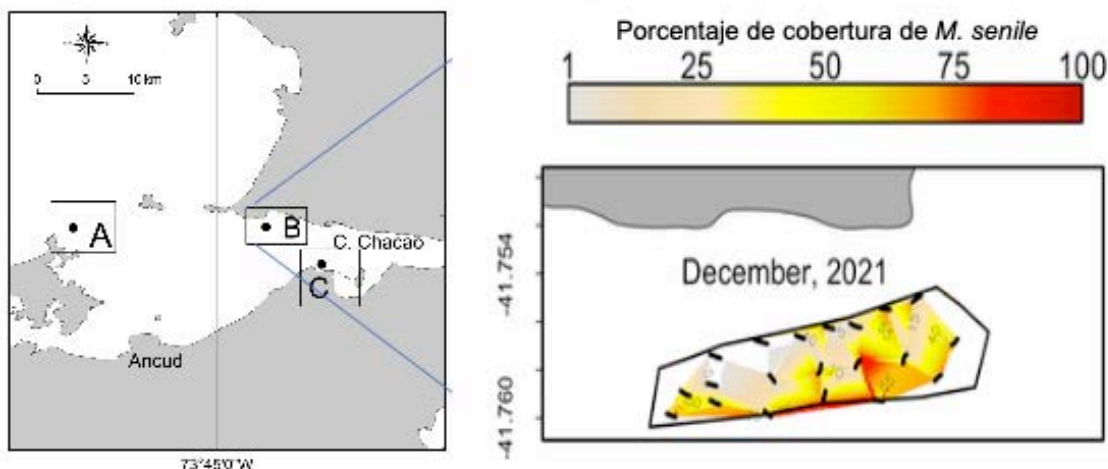 0 5 10 km
A
B
C. Chacao
C
Ancud
73°45'0"W
Porcentaje de cobertura de M. senile
1 25 50 75 100
-41.754
December, 2021
-41.760